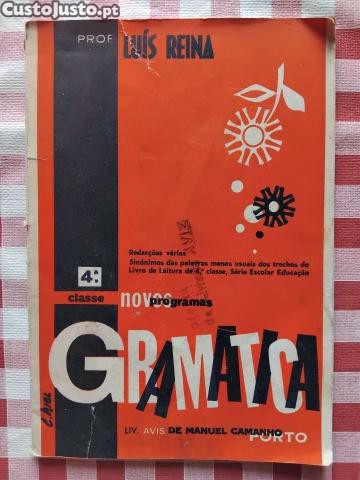 CustoJusto.pt
PROF. LUÍS REINA
Redacções várias
Sinónimos das palavras menos usuais dos trechos do
Livro de Leitura da 4.ª classe, Série Escolar Educação
4.ª
classe novos programas
GRAMÁTICA
LIV. AVIS DE MANUEL CAMANHO
PORTO